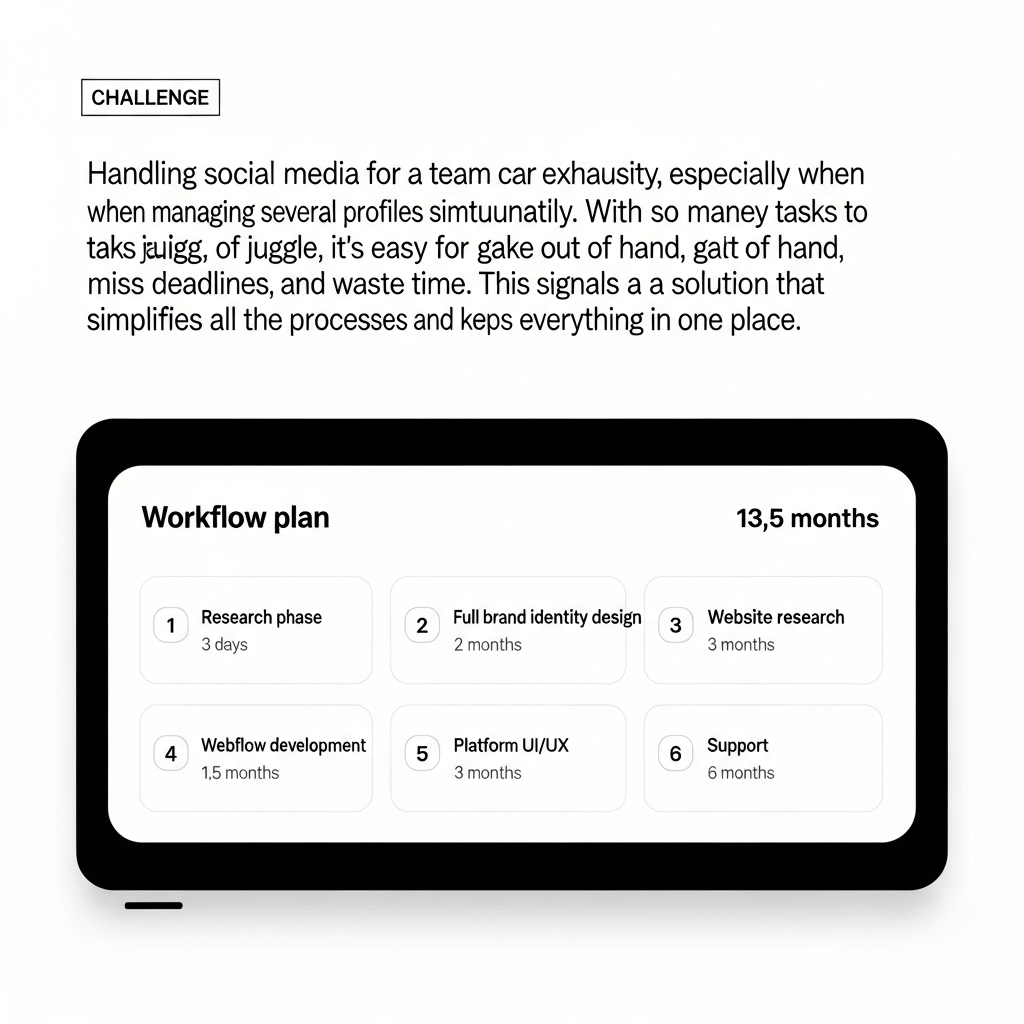 CHALLENGE
Handling social media for a team car exhausity, especially when
when managing several profiles simtuunatily. With so maney tasks to
taks juigg, of juggle, it's easy for gake out of hand, galt of hand,
miss deadlines, and waste time. This signals a a solution that
simplifies all the processes and keps everything in one place.
Workflow plan
13,5 months
1
Research phase
3 days
2
Full brand identity design
2 months
3
Website research
3 months
4
Webflow development
1,5 months
5
Platform UI/UX
3 months
6
Support
6 months